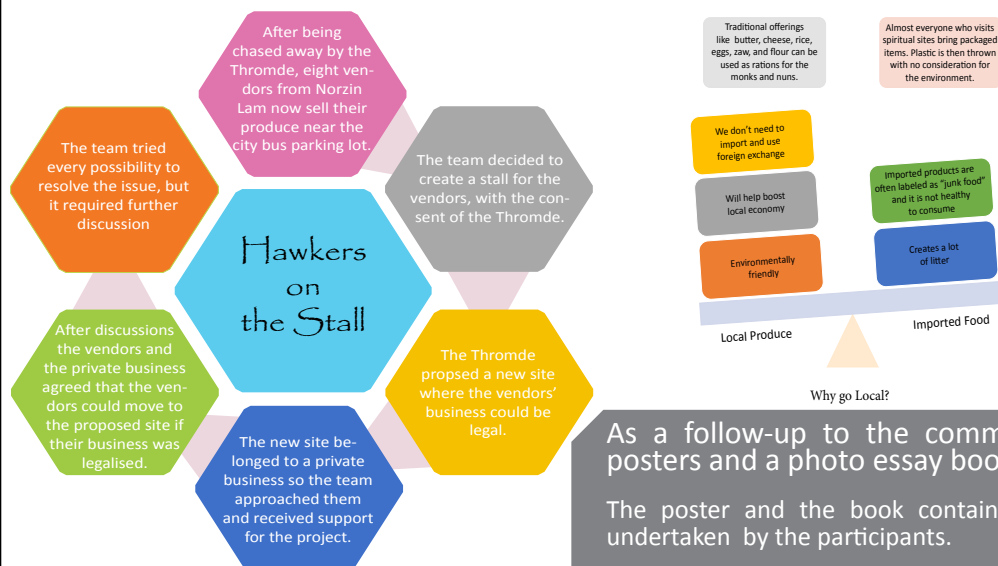 Hawkers
on
the Stall
After being
chased away by the
Thromde, eight ven-
dors from Norzin
Lam now sell their
produce near the
city bus parking lot.
The team decided to
create a stall for the
vendors, with the con-
sent of the Thromde.
The Thromde
propsed a new site
where the vendors'
business could be
legal.
The new site be-
longed to a private
business so the team
approached them
and received support
for the project.
After discussions
the vendors and
the private business
agreed that the ven-
dors could move to
the proposed site if
their business was
legalised.
The team tried
every possibility to
resolve the issue, but
it required further
discussion
Traditional offerings
like butter, cheese, rice,
eggs, zaw, and flour can be
used as rations for the
monks and nuns.
Almost everyone who visits
spiritual sites bring packaged
items. Plastic is then thrown
with no consideration for
the environment.
We don't need to
import and use
foreign exchange
Will help boost
local economy
Environmentally
friendly
Imported products are
often labeled as "junk food"
and it is not healthy
to consume
Creates a lot
of litter
Local Produce
Imported Food
Why go Local?
As a follow-up to the comm
posters and a photo essay boo
The poster and the book contain
undertaken by the participants.